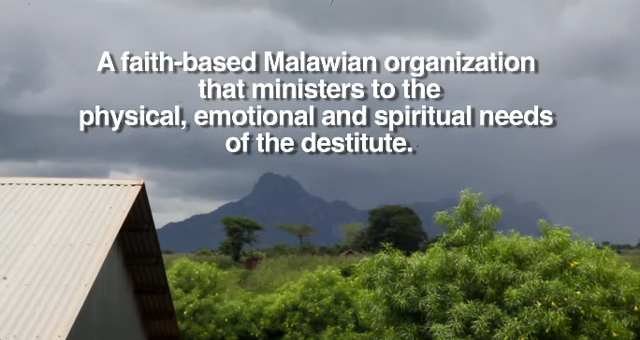 A faith-based Malawian organization
that ministers to the
physical, emotional and spiritual needs
of the destitute.